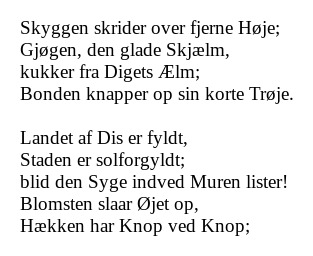 Skyggen skrider over fjerne Høje;
Gjøgen, den glade Skjælm,
kukker fra Digets Ælm;
Bonden knapper op sin korte Trøje.

Landet af Dis er fyldt,
Staden er solforgyldt;
blid den Syge indved Muren lister!
Blomsten slaar Øjet op,
Hækken har Knop ved Knop;